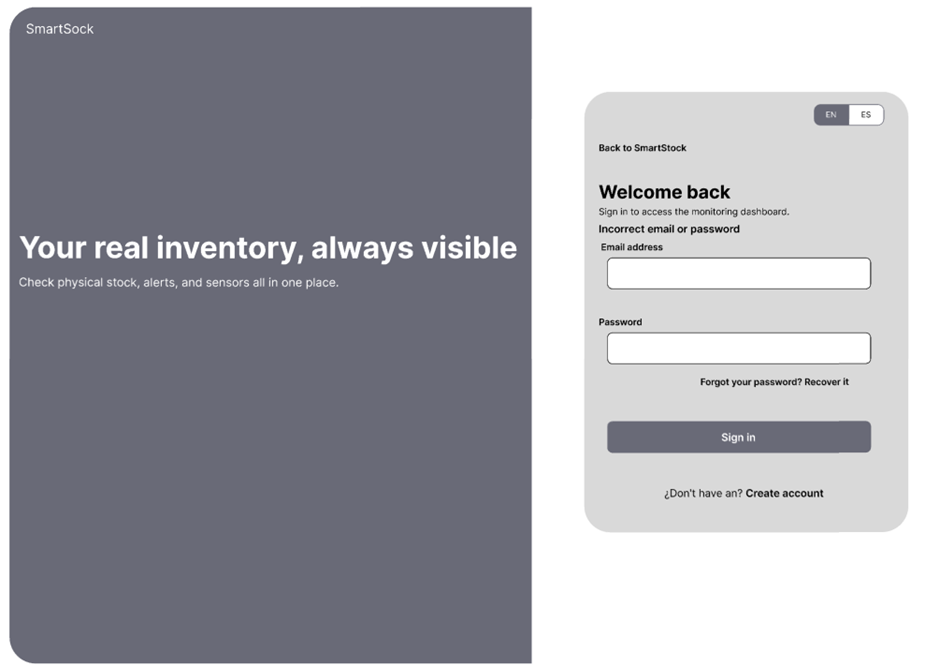 SmartSock
Your real inventory, always visible
Check physical stock, alerts, and sensors all in one place.
EN
ES
Back to SmartStock
Welcome back
Sign in to access the monitoring dashboard.
Incorrect email or password
Email address
Password
Forgot your password? Recover it
Sign in
¿Don't have an? Create account